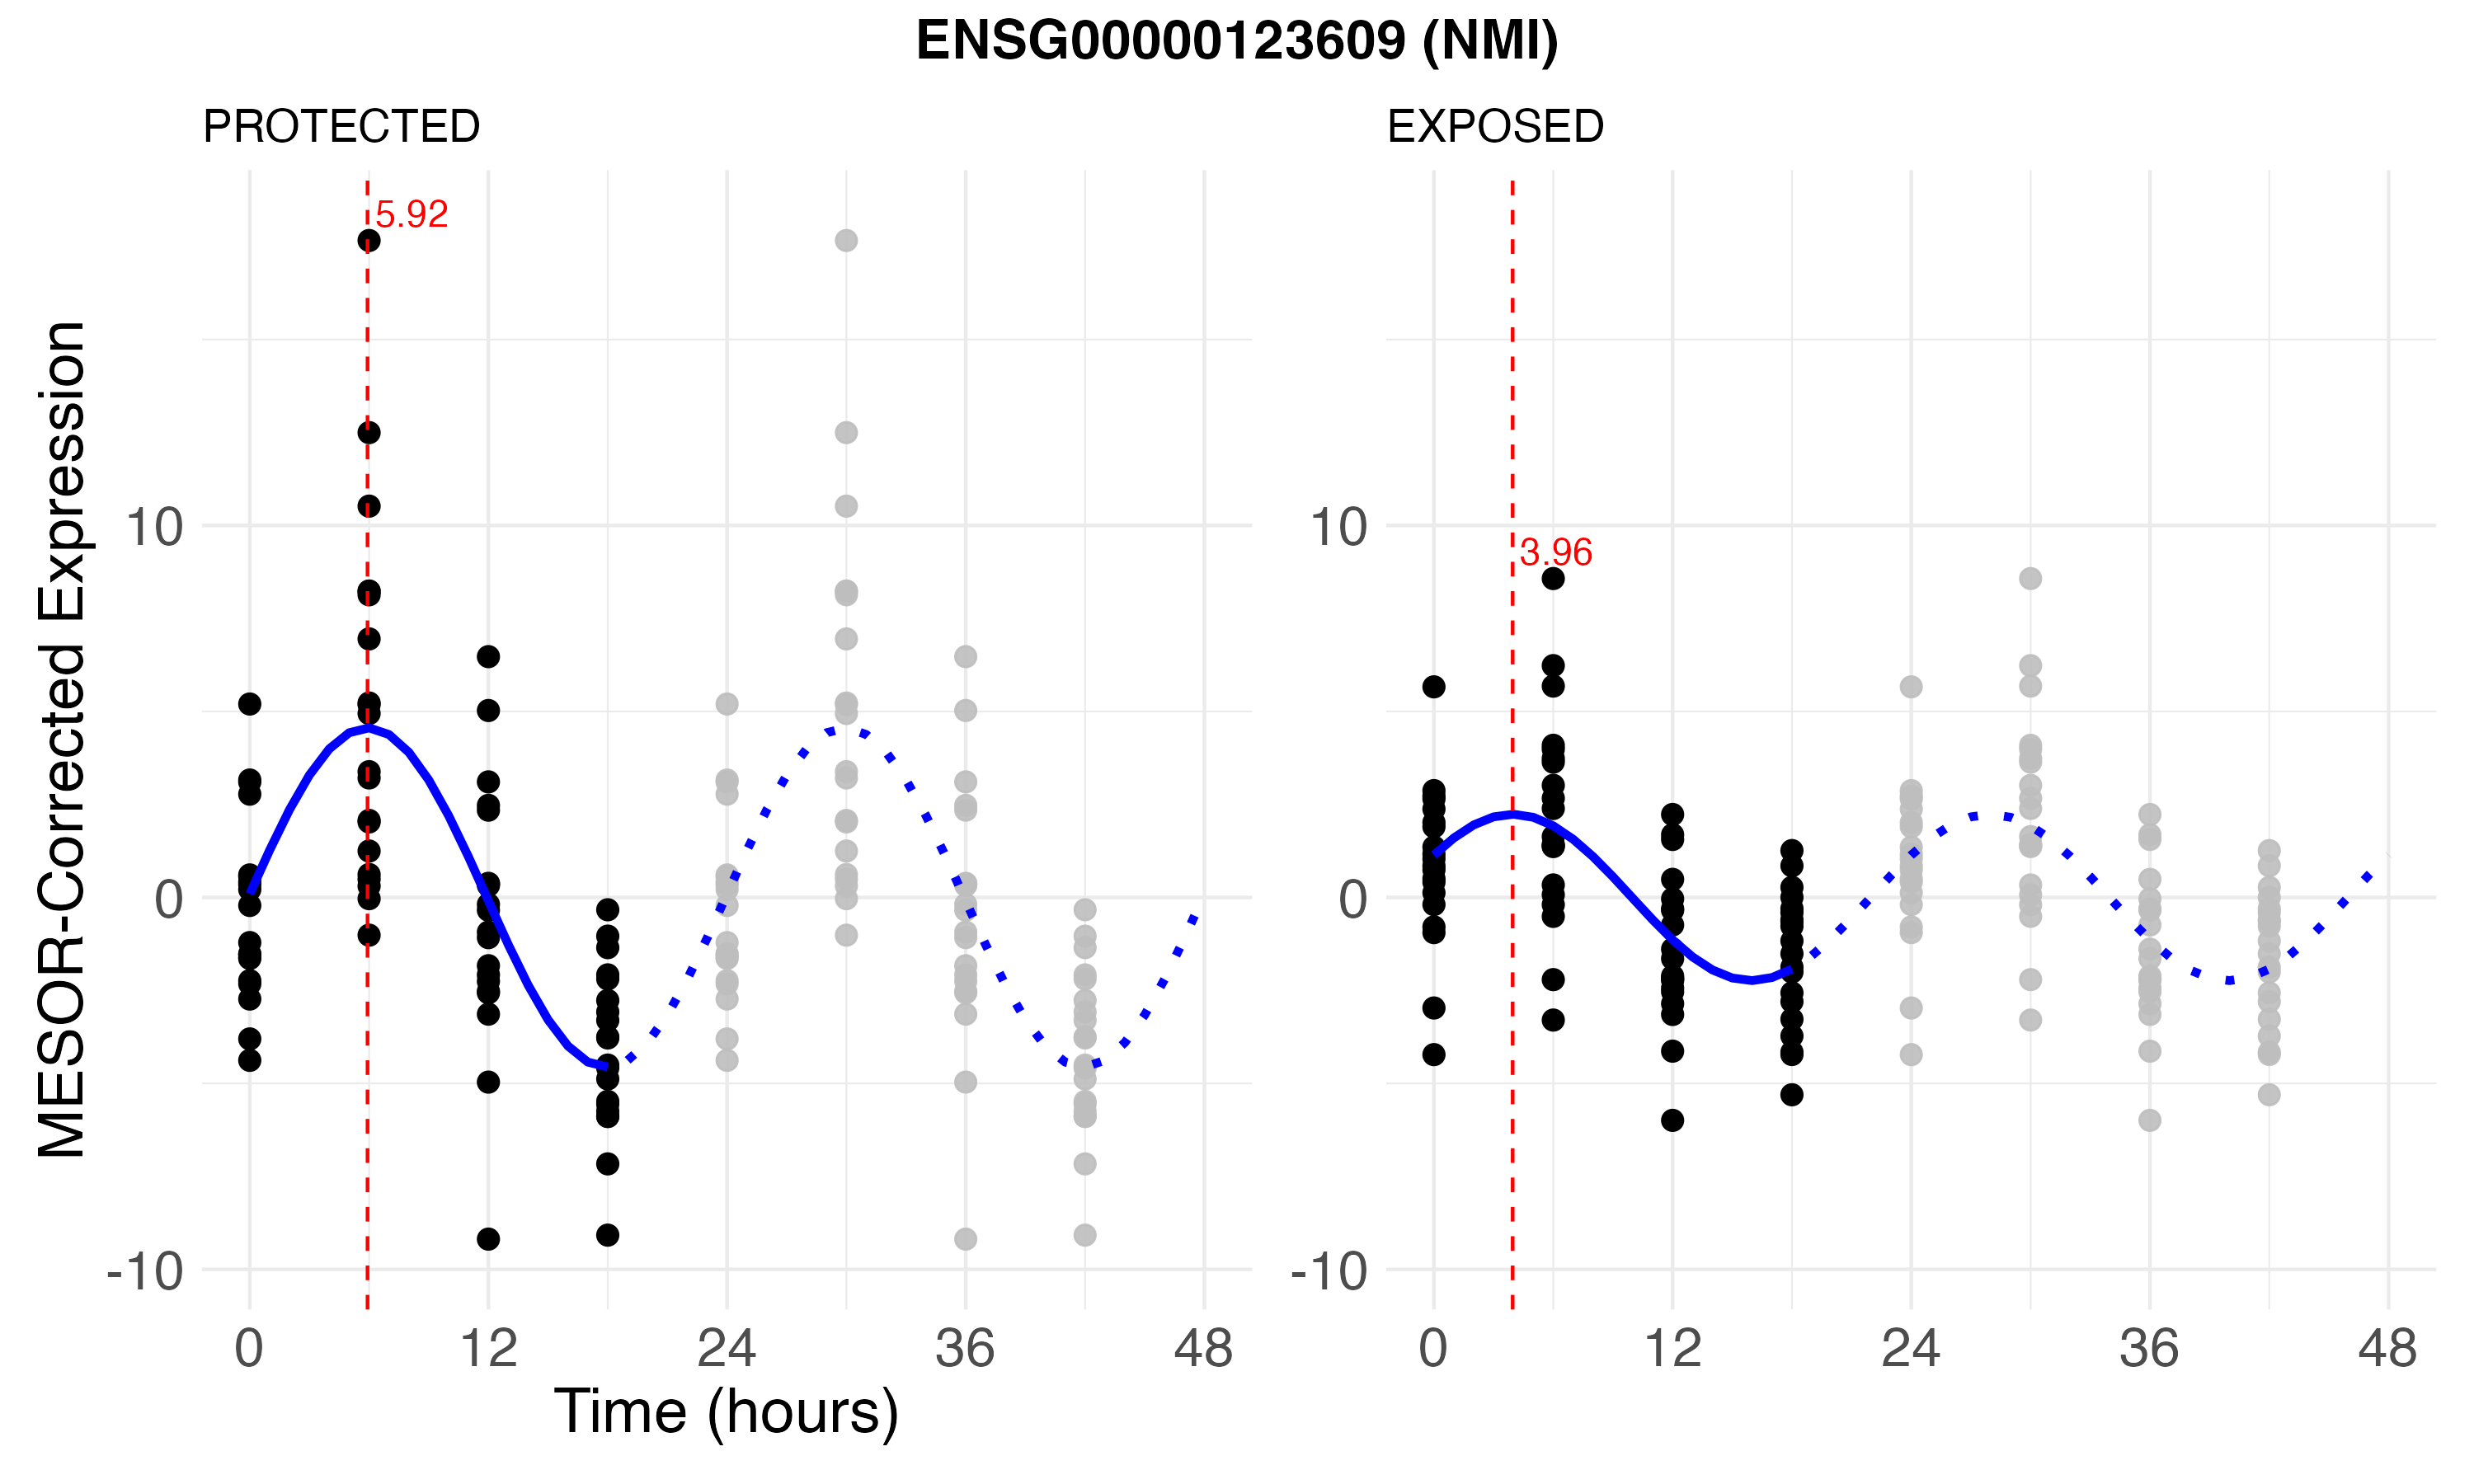 ENSG00000123609 (NMI)
PROTECTED
EXPOSED
MESOR-Corrected Expression
10
0
-10
5.92
0 12 24 36 48
Time (hours)
10
0
-10
3.96
0 12 24 36 48